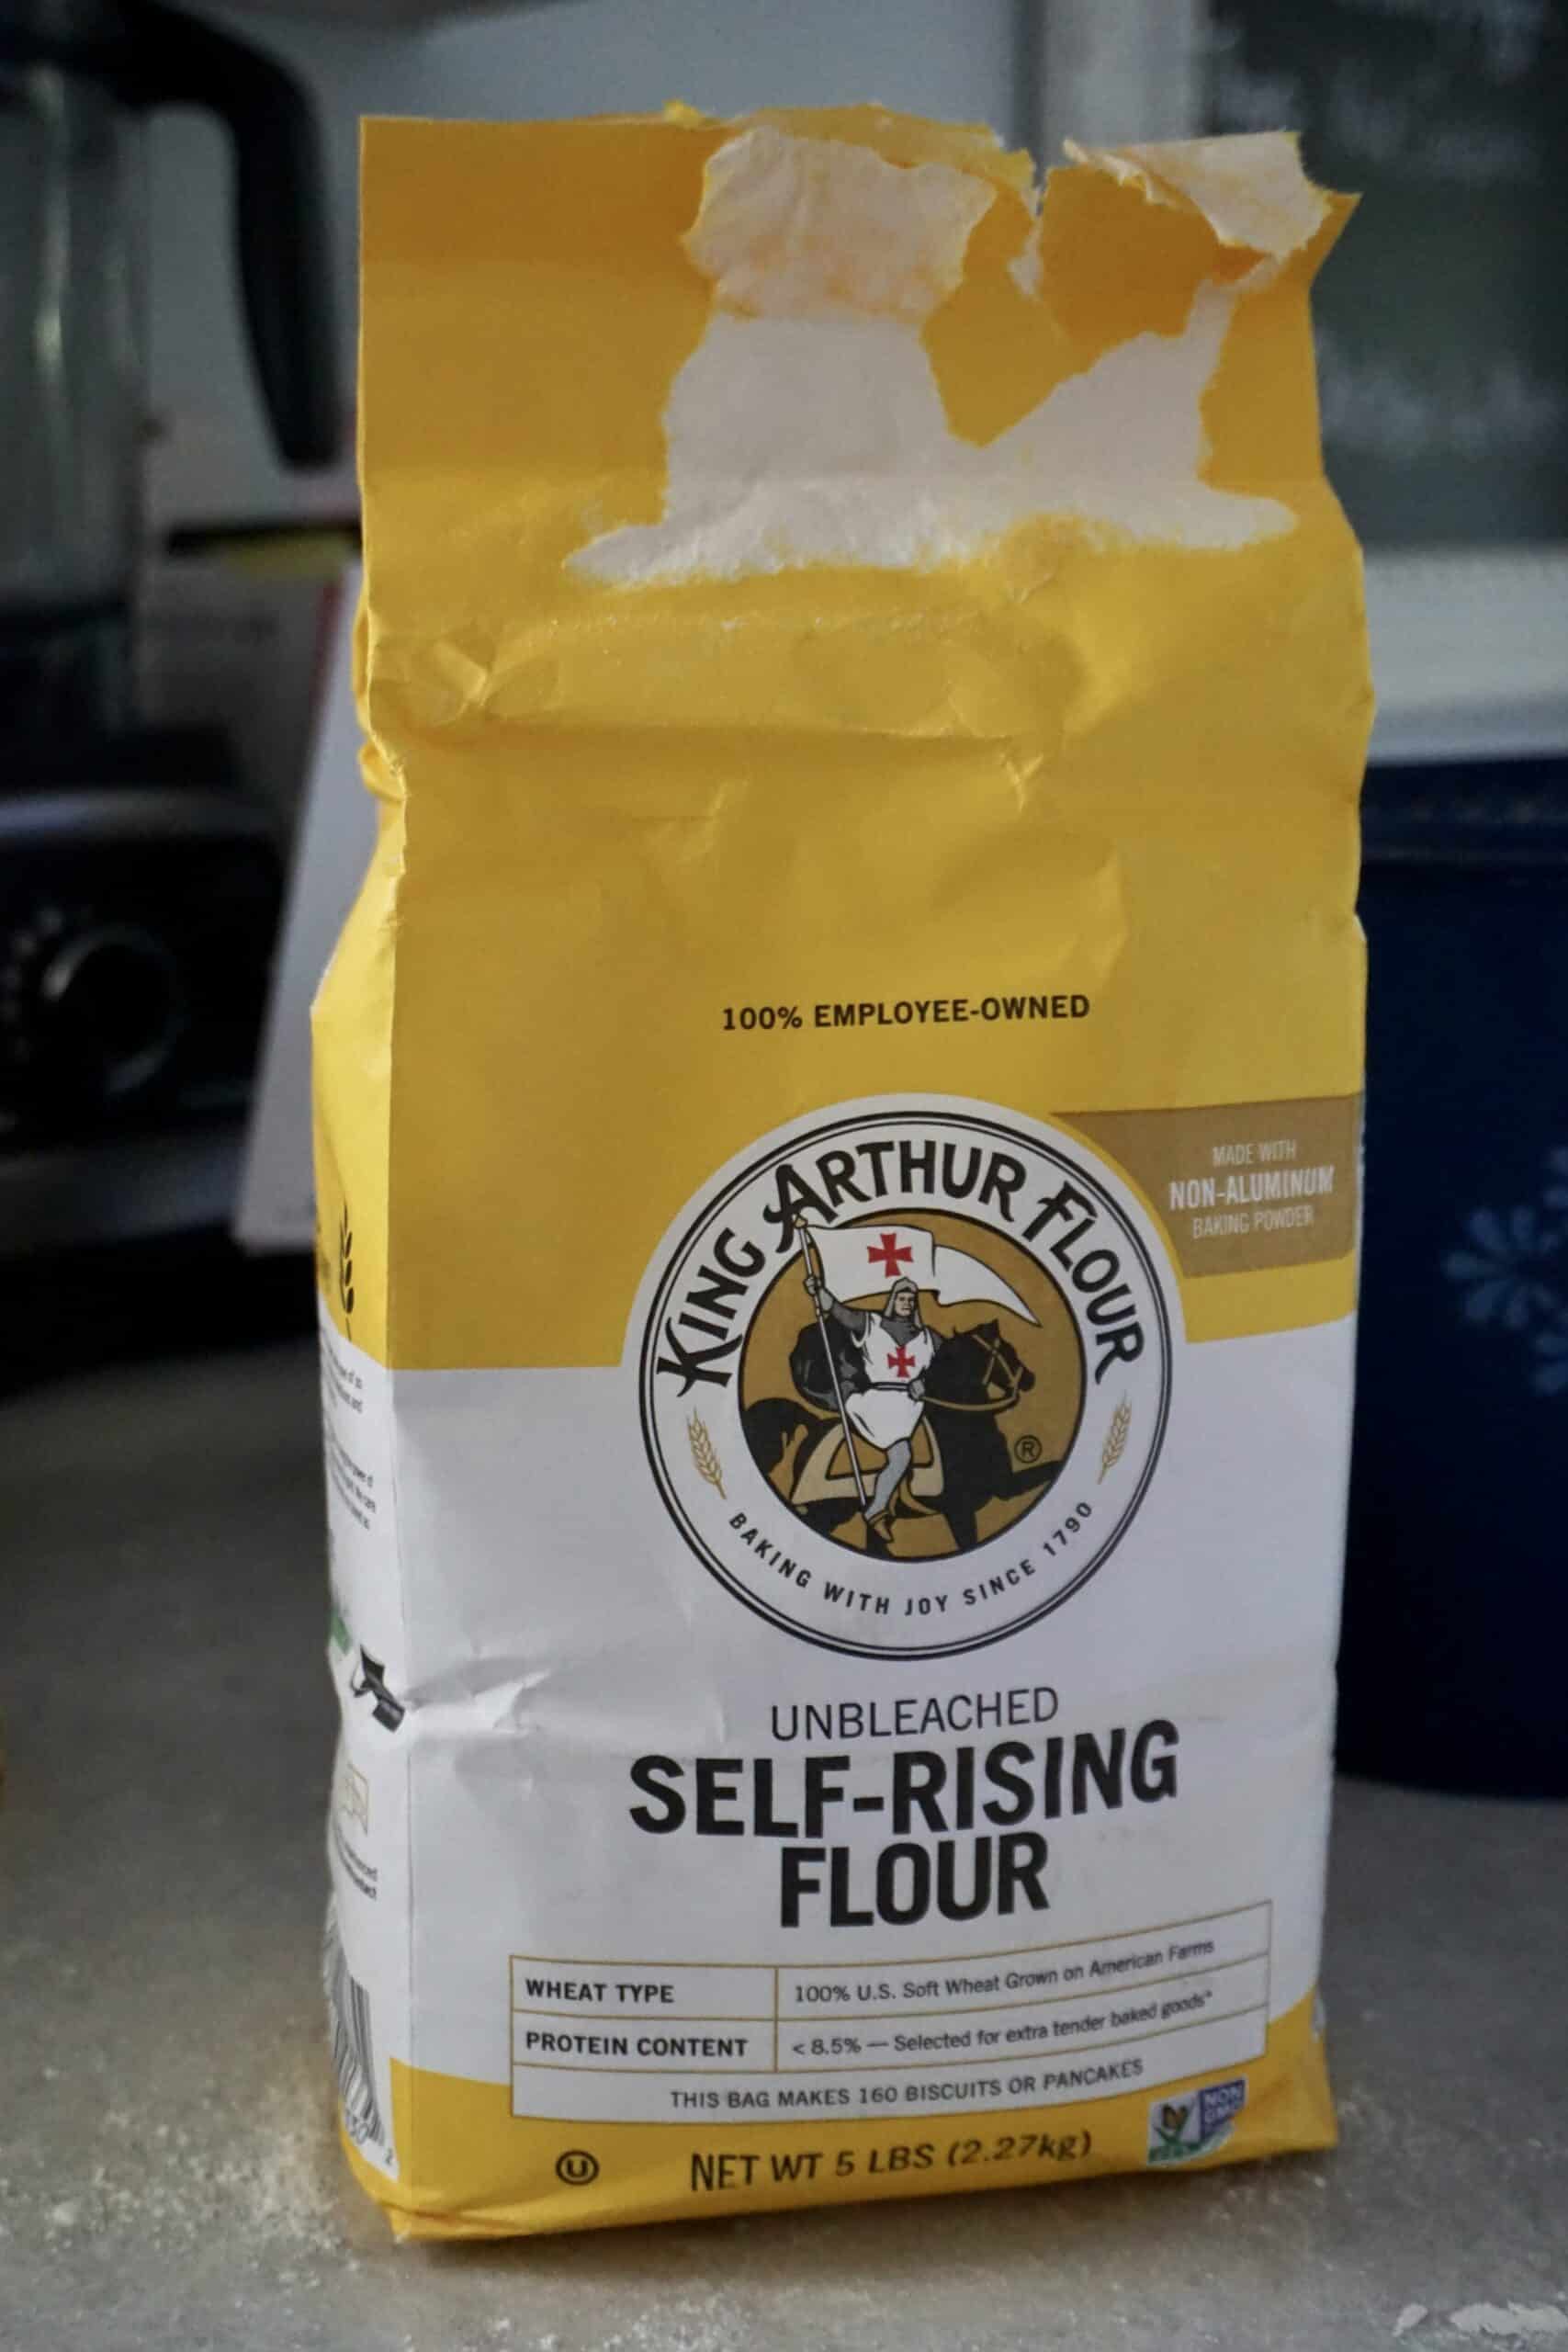 100% EMPLOYEE-OWNED
MADE WITH
NON-ALUMINUM
BAKING POWDER
KING ARTHUR FLOUR
®
BAKING WITH JOY SINCE 1790
UNBLEACHED
SELF-RISING
FLOUR
WHEAT TYPE 100% U.S. Soft Wheat Grown on American Farms
PROTEIN CONTENT < 8.5% — Selected for extra tender baked goods*
THIS BAG MAKES 160 BISCUITS OR PANCAKES
U NET WT 5 LBS (2.27kg)
NON
GMO